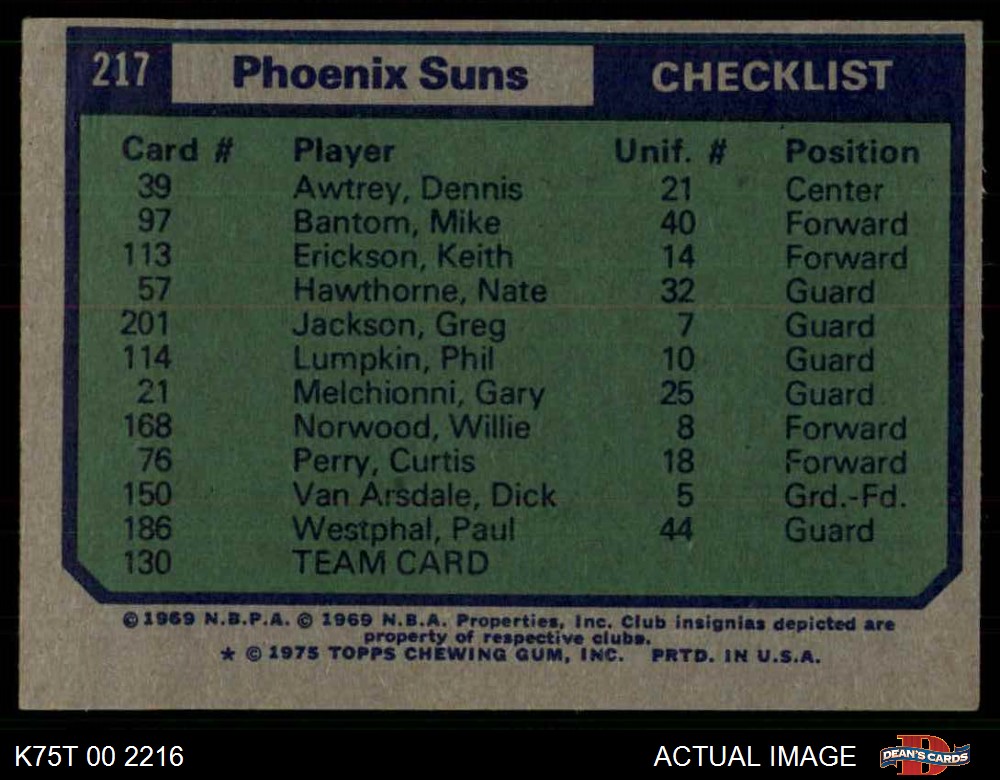 217 Phoenix Suns CHECKLIST
Card # Player Unif. # Position
39 Awtrey, Dennis 21 Center
97 Bantom, Mike 40 Forward
113 Erickson, Keith 14 Forward
57 Hawthorne, Nate 32 Guard
201 Jackson, Greg 7 Guard
114 Lumpkin, Phil 10 Guard
21 Melchionni, Gary 25 Guard
168 Norwood, Willie 8 Forward
76 Perry, Curtis 18 Forward
150 Van Arsdale, Dick 5 Grd.-Fd.
186 Westphal, Paul 44 Guard
130 TEAM CARD
© 1969 N.B.P.A. © 1969 N.B.A. Properties, Inc. Club insignias depicted are
property of respective clubs.
* © 1975 TOPPS CHEWING GUM, INC. PRTD. IN U.S.A.
K75T 00 2216 ACTUAL IMAGE D DEAN'S CARDS